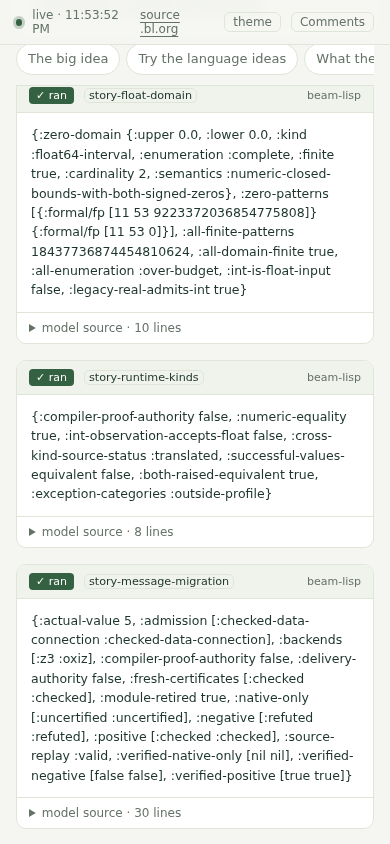 live · 11:53:52 PM
source
.bl.org
theme
Comments
The big idea
Try the language ideas
What the
✓ ran story-float-domain beam-lisp
{:zero-domain {:upper 0.0, :lower 0.0, :kind
:float64-interval, :enumeration :complete, :finite
true, :cardinality 2, :semantics :numeric-closed-
bounds-with-both-signed-zeros}, :zero-patterns
[{:formal/fp [11 53 9223372036854775808]}
{:formal/fp [11 53 0]}], :all-finite-patterns
18437736874454810624, :all-domain-finite true,
:all-enumeration :over-budget, :int-is-float-input
false, :legacy-real-admits-int true}
▶ model source · 10 lines
✓ ran story-runtime-kinds beam-lisp
{:compiler-proof-authority false, :numeric-equality
true, :int-observation-accepts-float false, :cross-
kind-source-status :translated, :successful-values-
equivalent false, :both-raised-equivalent true,
:exception-categories :outside-profile}
▶ model source · 8 lines
✓ ran story-message-migration beam-lisp
{:actual-value 5, :admission [:checked-data-
connection :checked-data-connection], :backends
[:z3 :oxiz], :compiler-proof-authority false, :delivery-
authority false, :fresh-certificates [:checked
:checked], :module-retired true, :native-only
[:uncertified :uncertified], :negative [:refuted
:refuted], :positive [:checked :checked], :source-
replay :valid, :verified-native-only [nil nil], :verified-
negative [false false], :verified-positive [true true]}
▶ model source · 30 lines